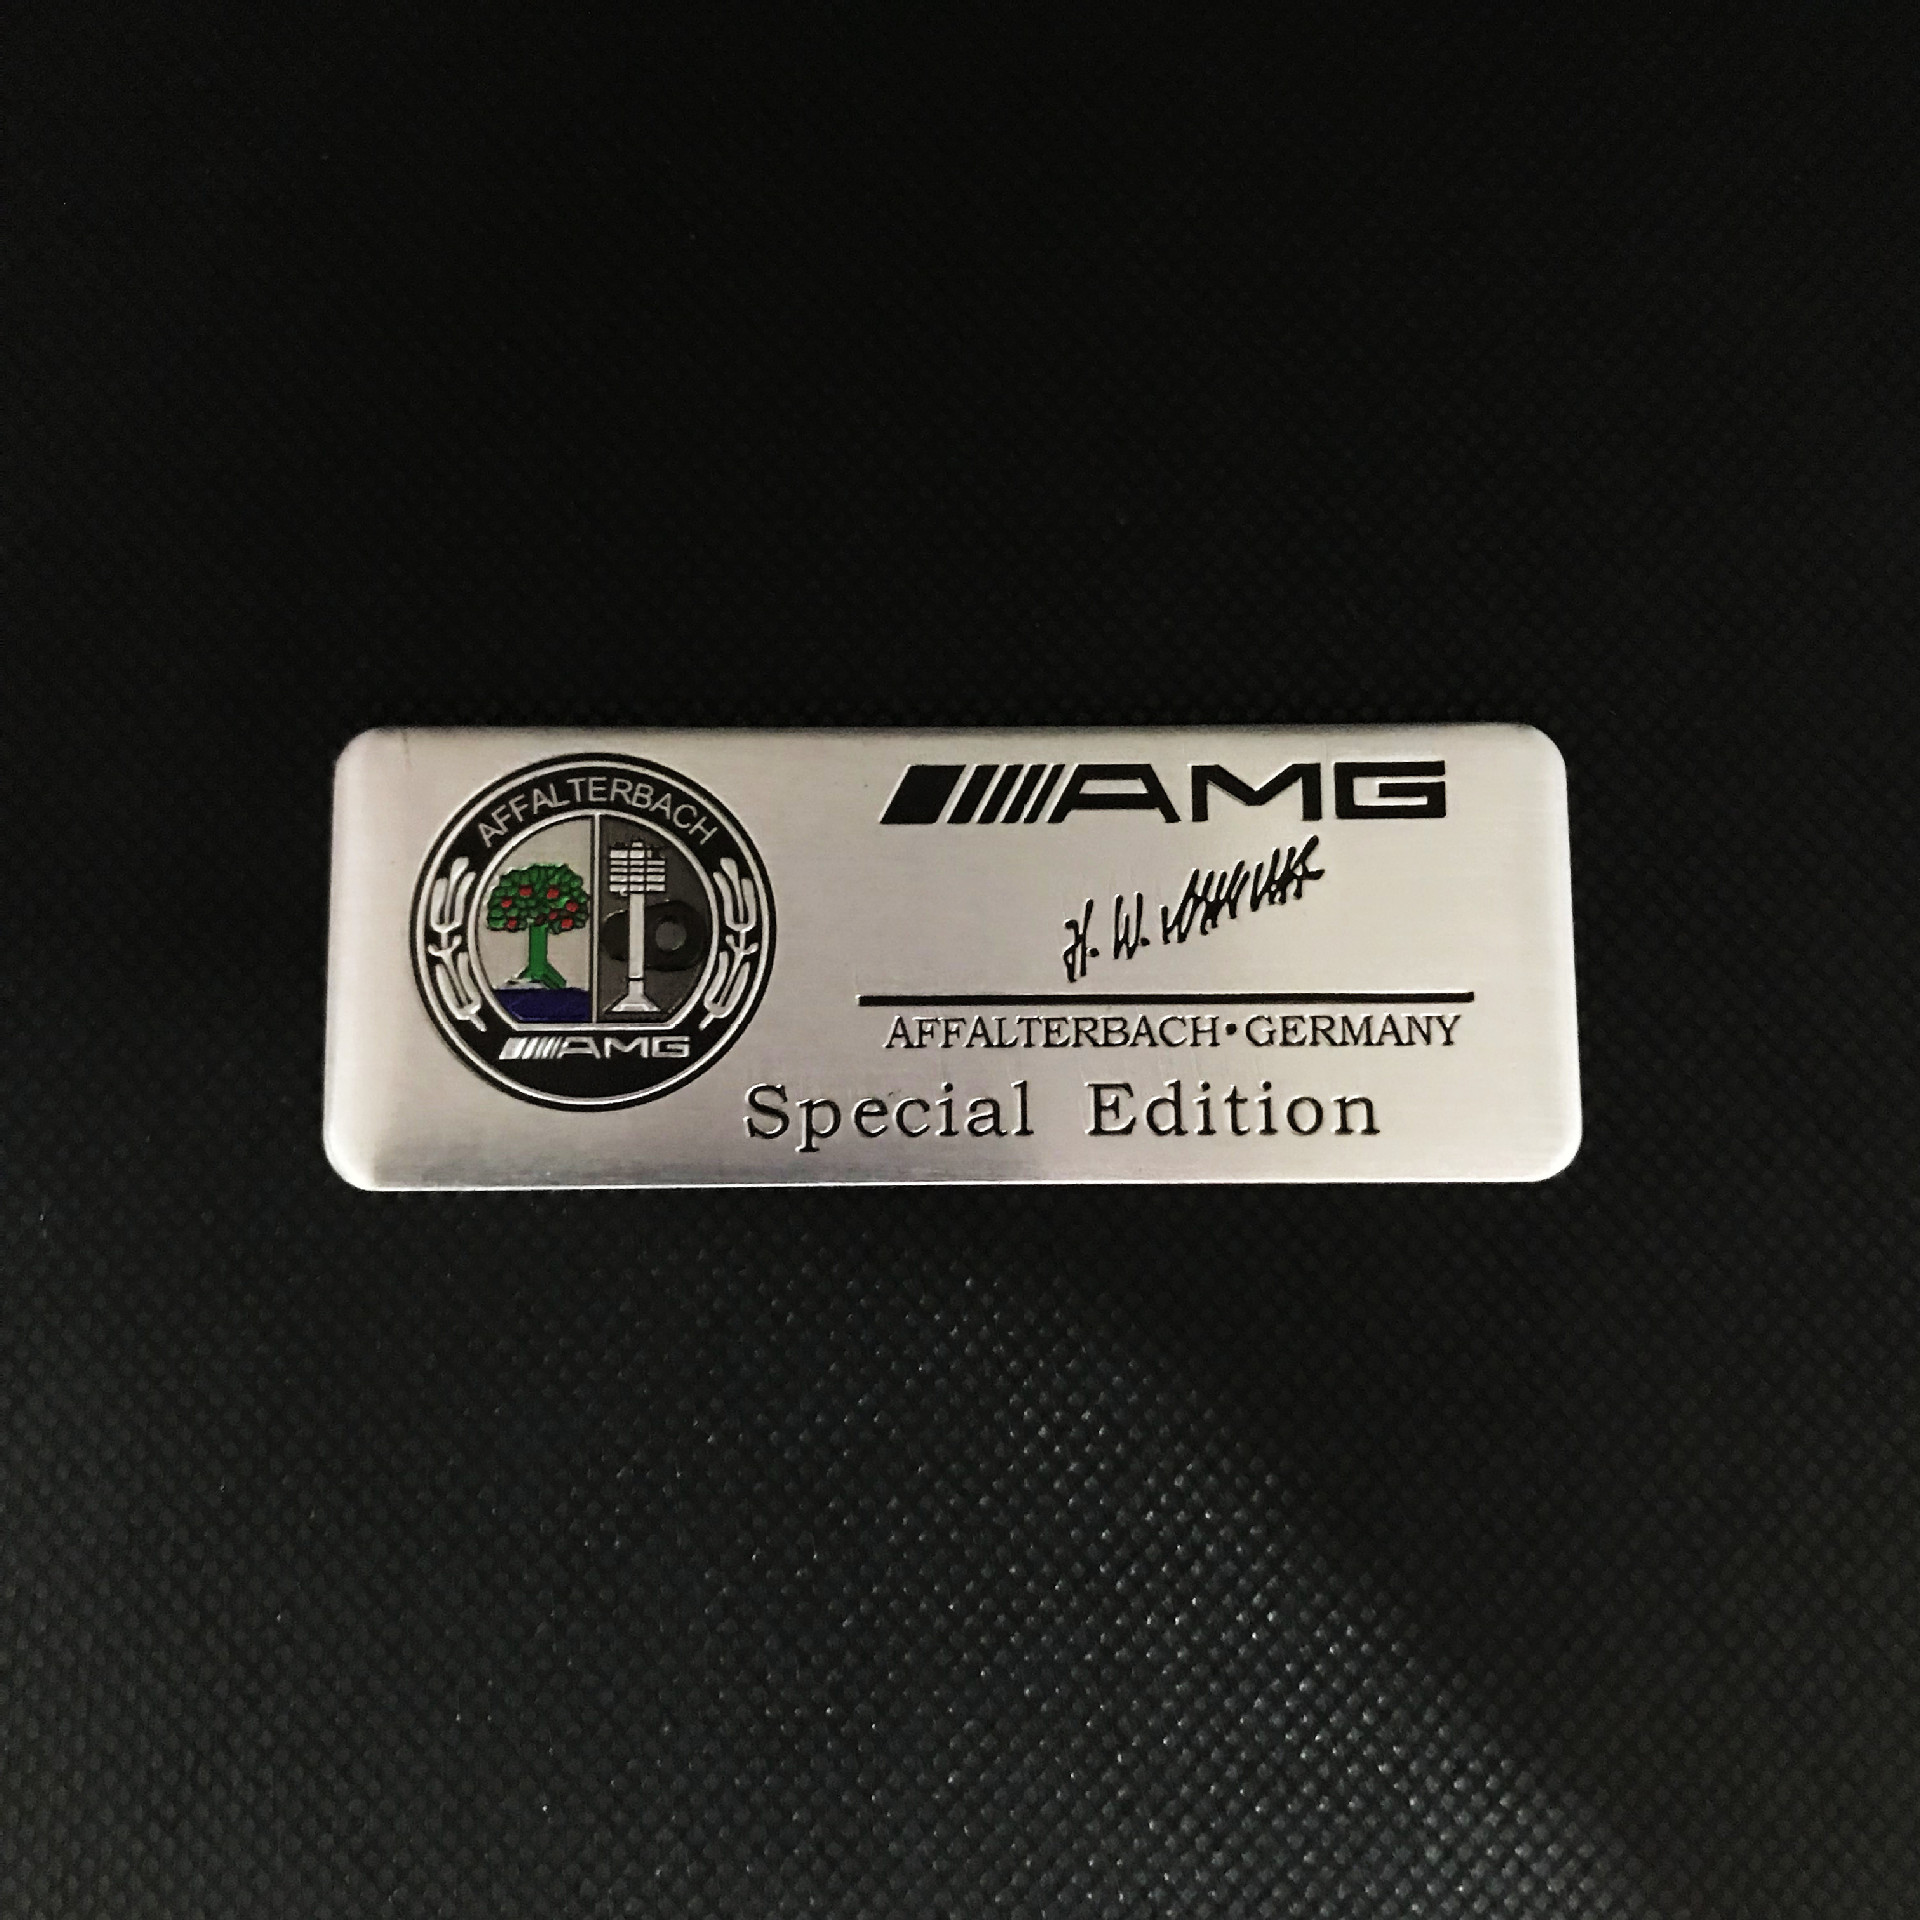 AFFALTERBACH
AMG
AMG
H. W.
AFFALTERBACH•GERMANY
Special Edition